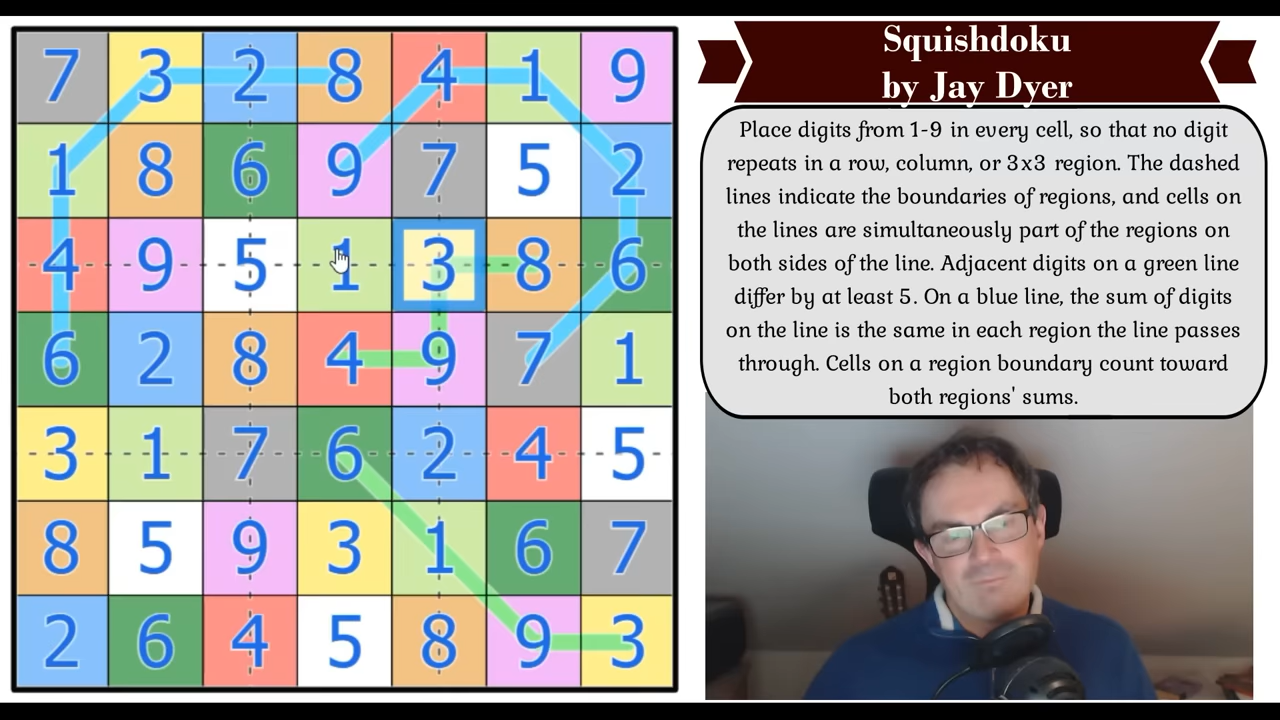 Squishdoku
by Jay Dyer
Place digits from 1-9 in every cell, so that no digit
repeats in a row, column, or 3x3 region. The dashed
lines indicate the boundaries of regions, and cells on
the lines are simultaneously part of the regions on
both sides of the line. Adjacent digits on a green line
differ by at least 5. On a blue line, the sum of digits
on the line is the same in each region the line passes
through. Cells on a region boundary count toward
both regions' sums.
7 3 2 8 4 1 9
1 8 6 9 7 5 2
4 9 5 1 3 8 6
6 2 8 4 9 7 1
3 1 7 6 2 4 5
8 5 9 3 1 6 7
2 6 4 5 8 9 3